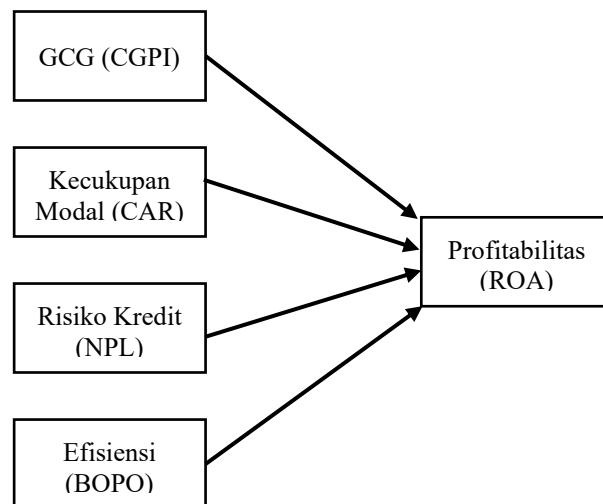 GCG (CGPI)
Kecukupan
Modal (CAR)
Profitabilitas
(ROA)
Risiko Kredit
(NPL)
Efisiensi
(BOPO)